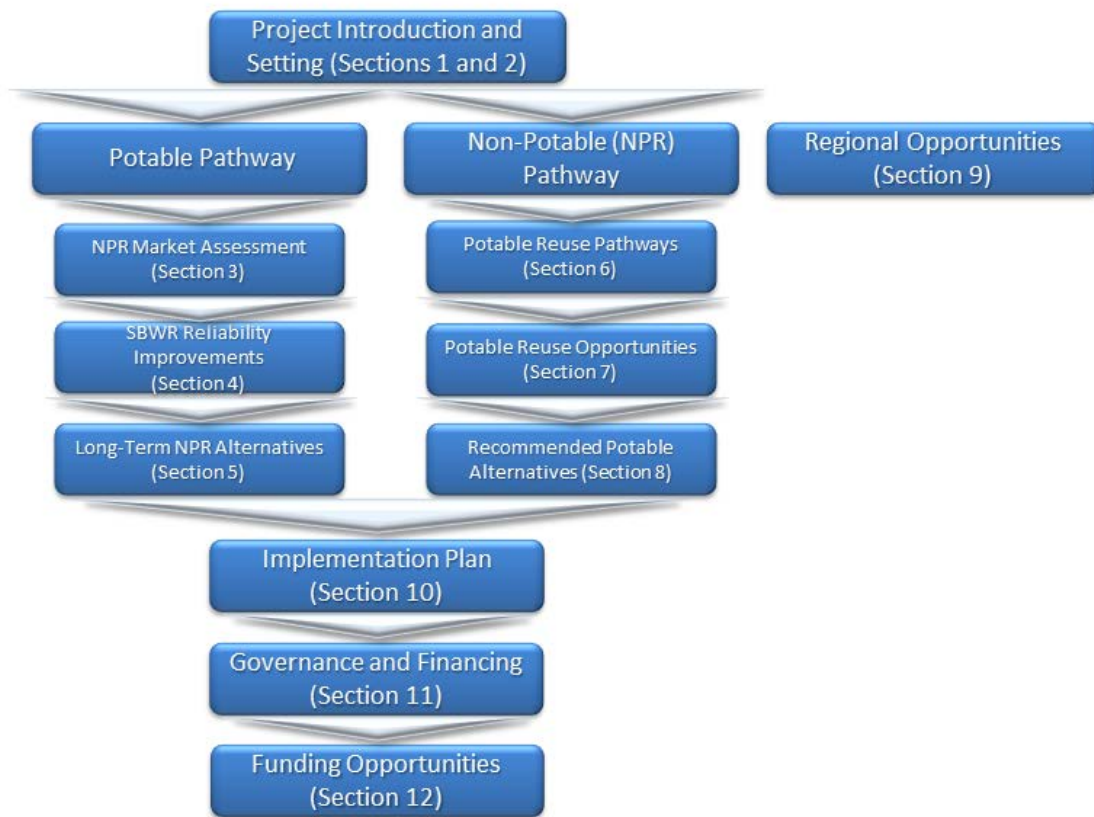 Project Introduction and
Setting (Sections 1 and 2)
Potable Pathway
Non-Potable (NPR)
Pathway
Regional Opportunities
(Section 9)
NPR Market Assessment
(Section 3)
Potable Reuse Pathways
(Section 6)
SBWR Reliability
Improvements
(Section 4)
Potable Reuse Opportunities
(Section 7)
Long-Term NPR Alternatives
(Section 5)
Recommended Potable
Alternatives (Section 8)
Implementation Plan
(Section 10)
Governance and Financing
(Section 11)
Funding Opportunities
(Section 12)